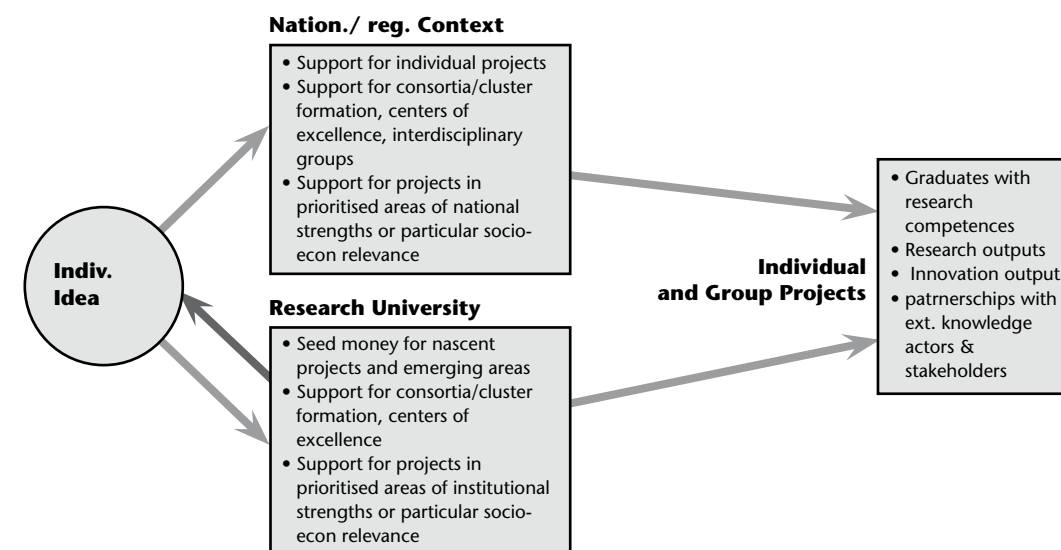 Nation./ reg. Context
• Support for individual projects
• Support for consortia/cluster
formation, centers of
excellence, interdisciplinary
groups
• Support for projects in
prioritised areas of national
strengths or particular socio-
econ relevance
Indiv.
Idea
Research University
• Seed money for nascent
projects and emerging areas
• Support for consortia/cluster
formation, centers of
excellence
• Support for projects in
prioritised areas of institutional
strengths or particular socio-
econ relevance
Individual
and Group Projects
• Graduates with
research
competences
• Research outputs
• Innovation output
• patrnerschips with
ext. knowledge
actors &
stakeholders